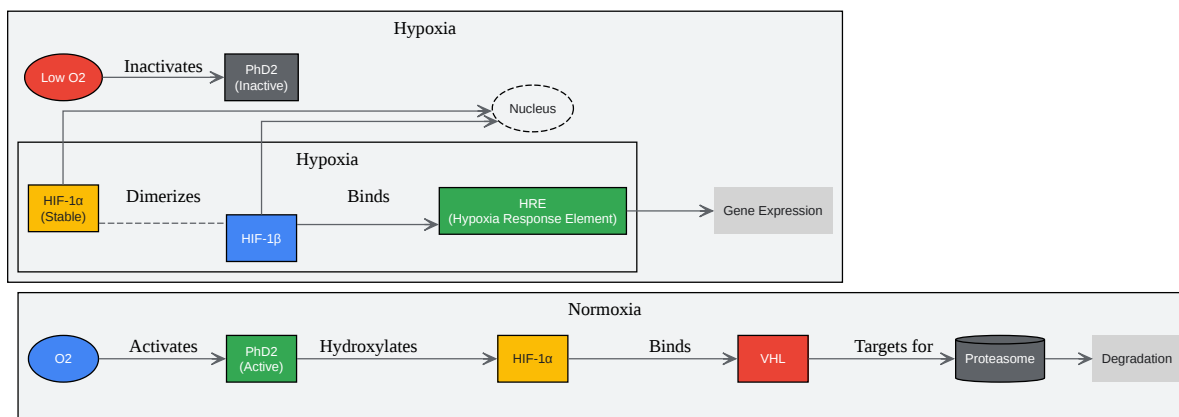 Hypoxia
Low O2
Inactivates
PhD2
(Inactive)
Nucleus
Hypoxia
HIF-1α
(Stable)
Dimerizes
HIF-1β
Binds
HRE
(Hypoxia Response Element)
Gene Expression
Normoxia
O2
Activates
PhD2
(Active)
Hydroxylates
HIF-1α
Binds
VHL
Targets for
Proteasome
Degradation